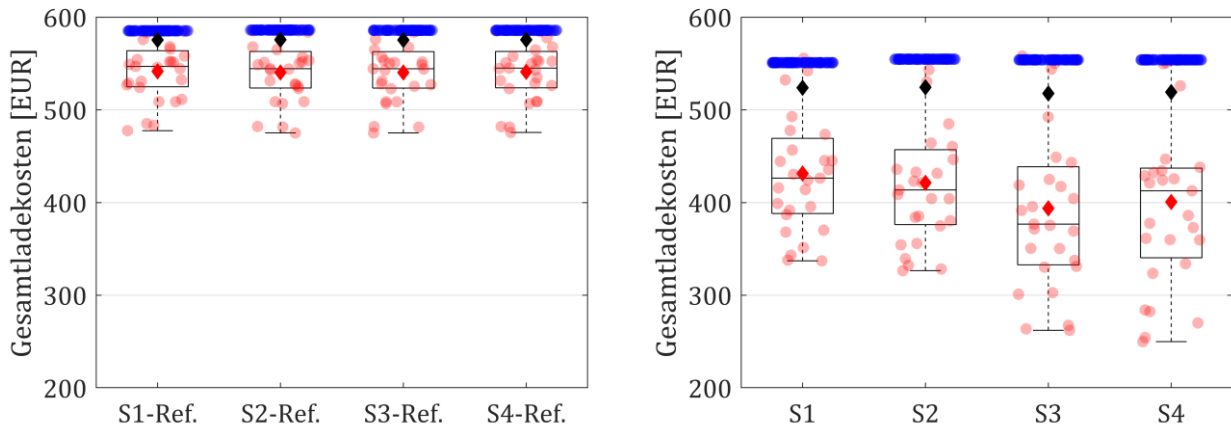 Gesamtladekosten [EUR]
600
500
400
300
200
S1-Ref.
S2-Ref.
S3-Ref.
S4-Ref.
Gesamtladekosten [EUR]
600
500
400
300
200
S1
S2
S3
S4